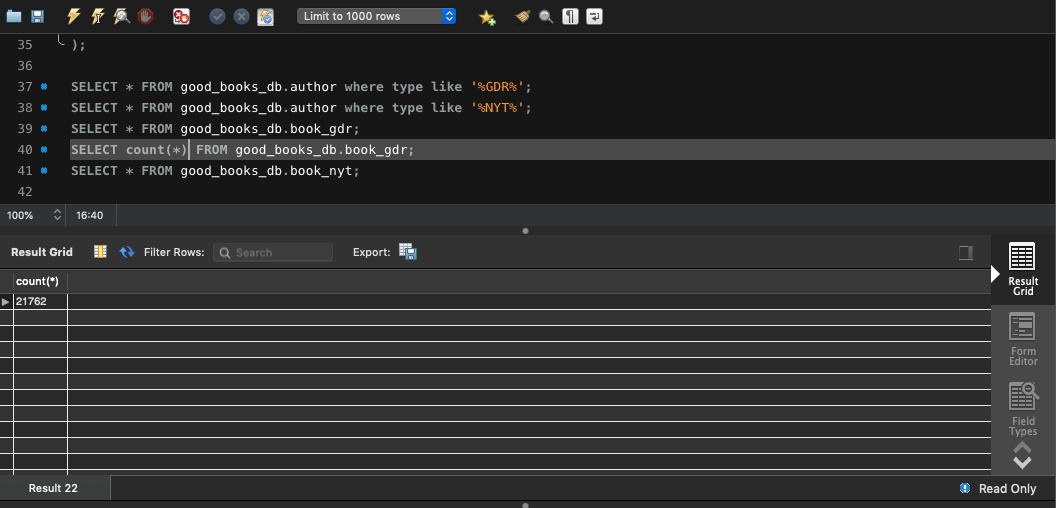 Limit to 1000 rows
35 );
36
37 SELECT * FROM good_books_db.author where type like '%GDR%';
38 SELECT * FROM good_books_db.author where type like '%NYT%';
39 SELECT * FROM good_books_db.book_gdr;
40 SELECT count(*) FROM good_books_db.book_gdr;
41 SELECT * FROM good_books_db.book_nyt;
42
100% 16:40
Result Grid Filter Rows: Search Export:
count(*)
21762
Result
Grid
Form
Editor
Field
Types
Result 22 Read Only